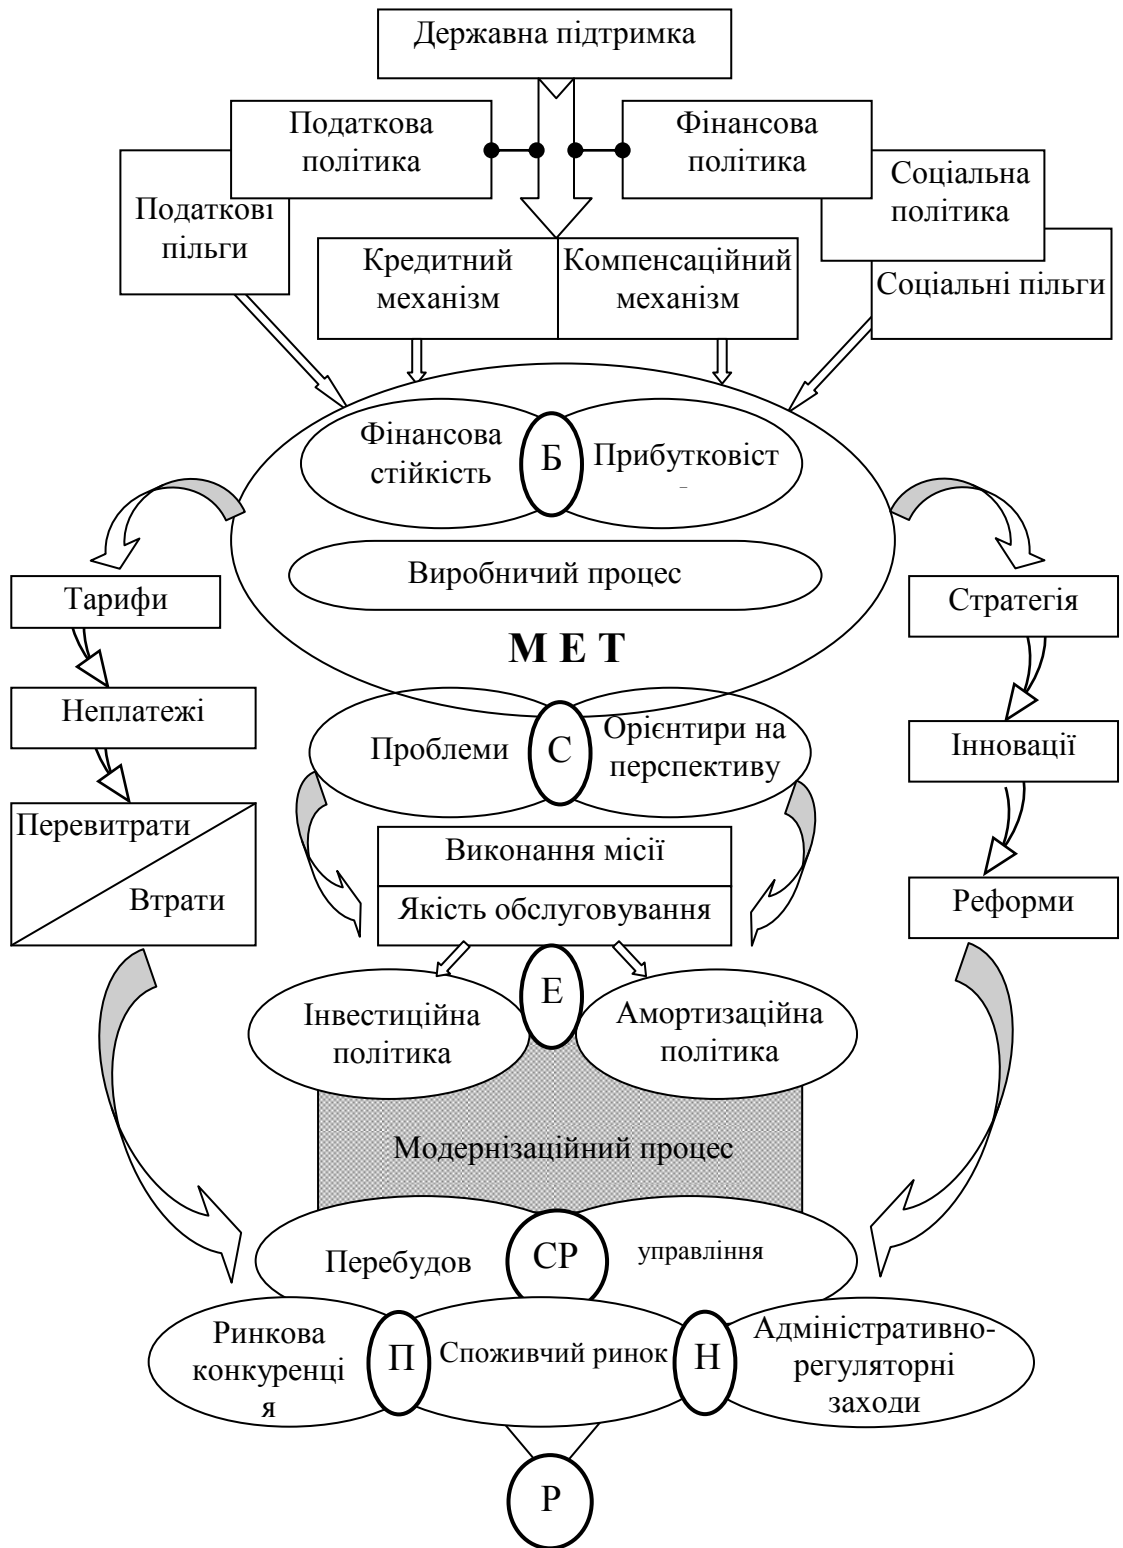 Державна підтримка
Податкова
політика
Фінансова
політика
Податкові
пільги
Соціальна
політика
Кредитний
механізм
Компенсаційний
механізм
Соціальні пільги
Фінансова
стійкість
Б
Прибутковіст
Виробничий процес
М Е Т
Тарифи
Неплатежі
Перевитрати
Втрати
Стратегія
Інновації
Реформи
Проблеми
С
Орієнтири на
перспективу
Виконання місії
Якість обслуговування
Е
Інвестиційна
політика
Амортизаційна
політика
Модернізаційний процес
Перебудов
СР
управління
Ринкова
конкуренці
я
П
Споживчий ринок
Н
Адміністративно-
регуляторні
заходи
Р